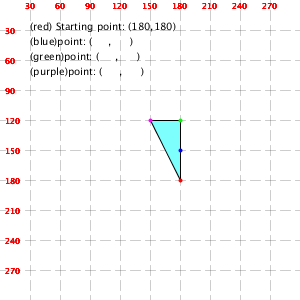 30 60 90 120 150 180 210 240 270
(red) Starting point: (180,180)
30
(blue)point: (    ,    )
(green)point: (    ,    )
60
(purple)point: (    ,    )
90
120
150
180
210
240
270